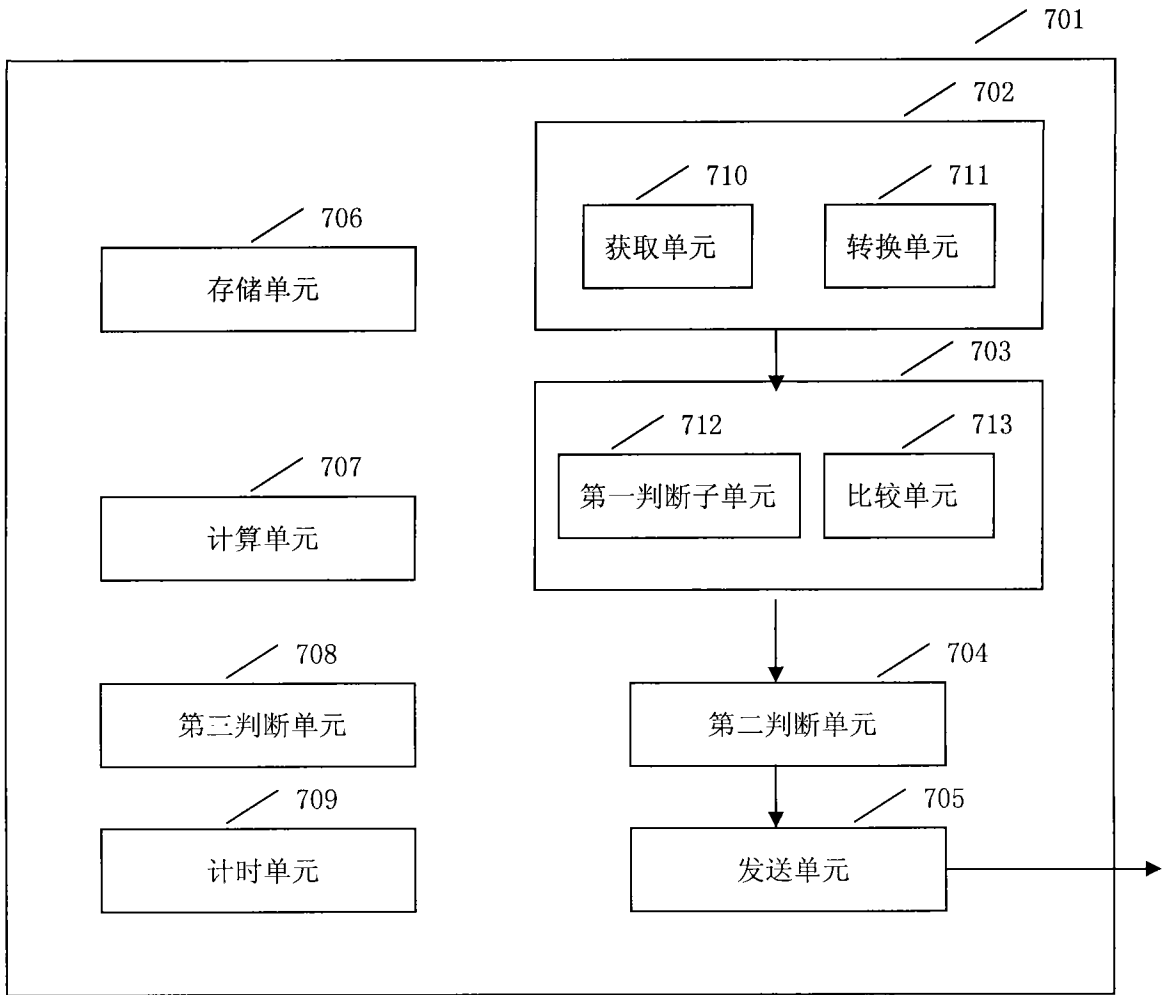 701
702
710
711
获取单元
转换单元
706
存储单元
703
712
713
第一判断子单元
比较单元
707
计算单元
708
第三判断单元
704
第二判断单元
709
计时单元
705
发送单元